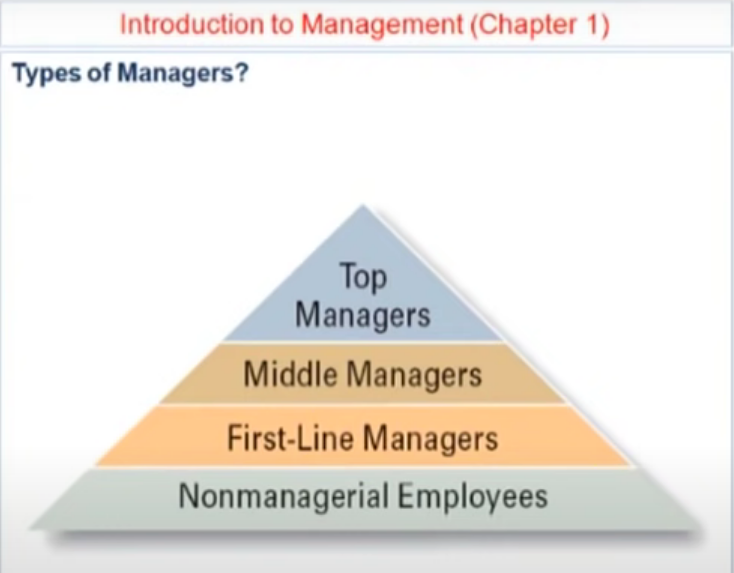 Introduction to Management (Chapter 1)
Types of Managers?
Top
Managers
Middle Managers
First-Line Managers
Nonmanagerial Employees